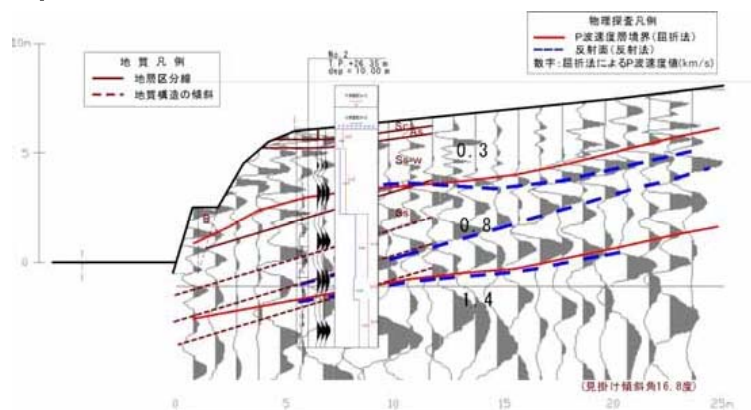 地質凡例
地層区分線
地質構造の傾斜
物理探査凡例
P波速度層境界(屈折法)
反射面(反射法)
数字:屈折法によるP波速度値(km/s)
No.2
T.P.+26.35m
dep=10.00m
10m
5
0
B
Sr-s
As
Ss-w
Ss
0.3
0.8
1.4
(見掛け傾斜角16.8度)
0
5
10
15
20
25m